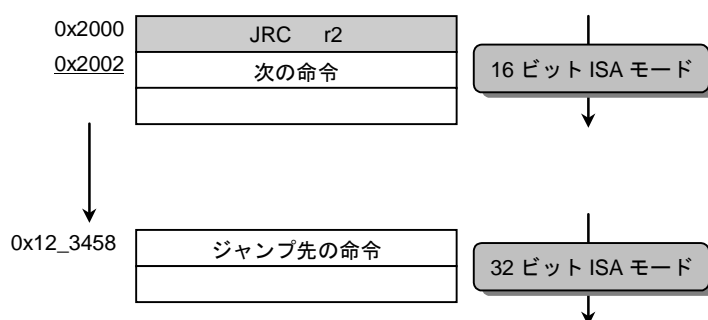 0x2000 JRC r2
0x2002 次の命令 16 ビット ISA モード
0x12_3458 ジャンプ先の命令
32 ビット ISA モード